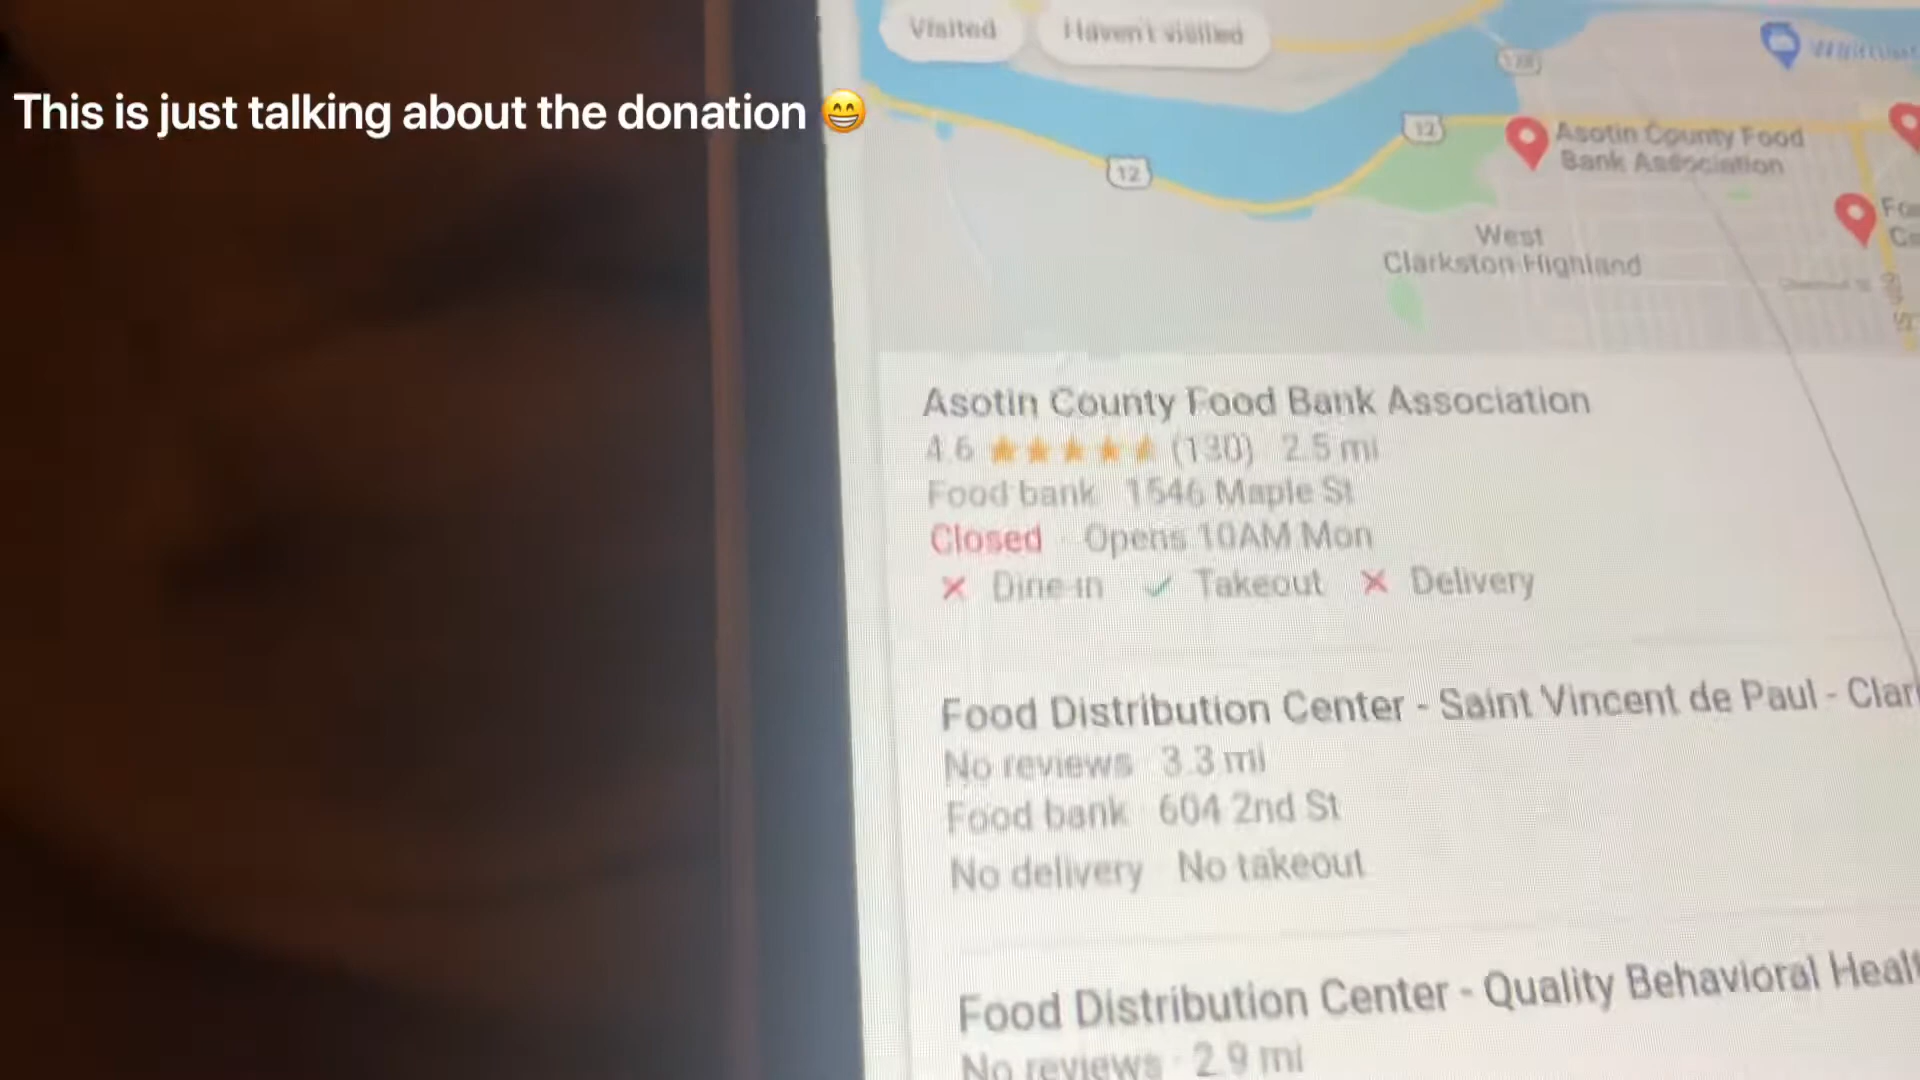 This is just talking about the donation 😁
Visited
Haven't visited
12
12
Asotin County Food
Bank Association
West
Clarkston Highland
Asotin County Food Bank Association
4.6 (130) 2.5 mi
Food bank 1546 Maple St
Closed Opens 10AM Mon
Dine-in Takeout Delivery
Food Distribution Center - Saint Vincent de Paul - Clar
No reviews 3.3 mi
Food bank 604 2nd St
No delivery No takeout
Food Distribution Center - Quality Behavioral Healt
No reviews · 2.9 mi